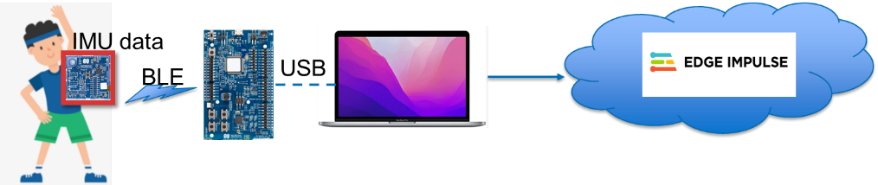 IMU data
BLE
USB
EDGE IMPULSE